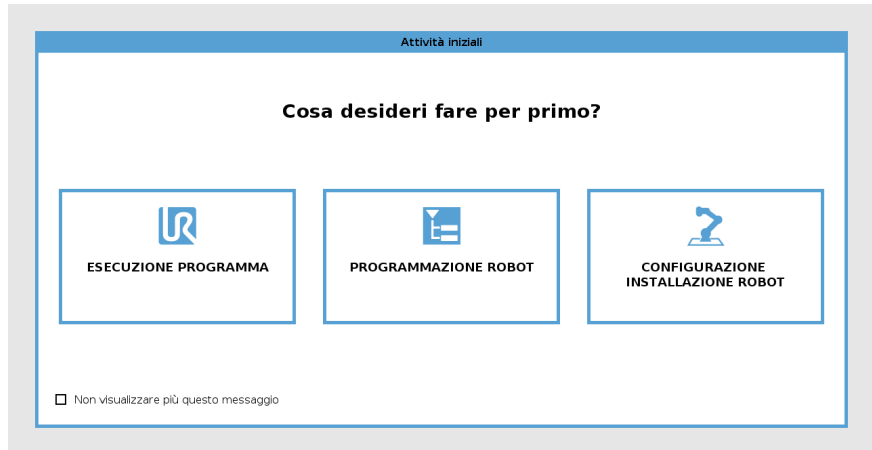 Attività iniziali
Cosa desideri fare per primo?
ESECUZIONE PROGRAMMA
PROGRAMMAZIONE ROBOT
CONFIGURAZIONE
INSTALLAZIONE ROBOT
Non visualizzare più questo messaggio